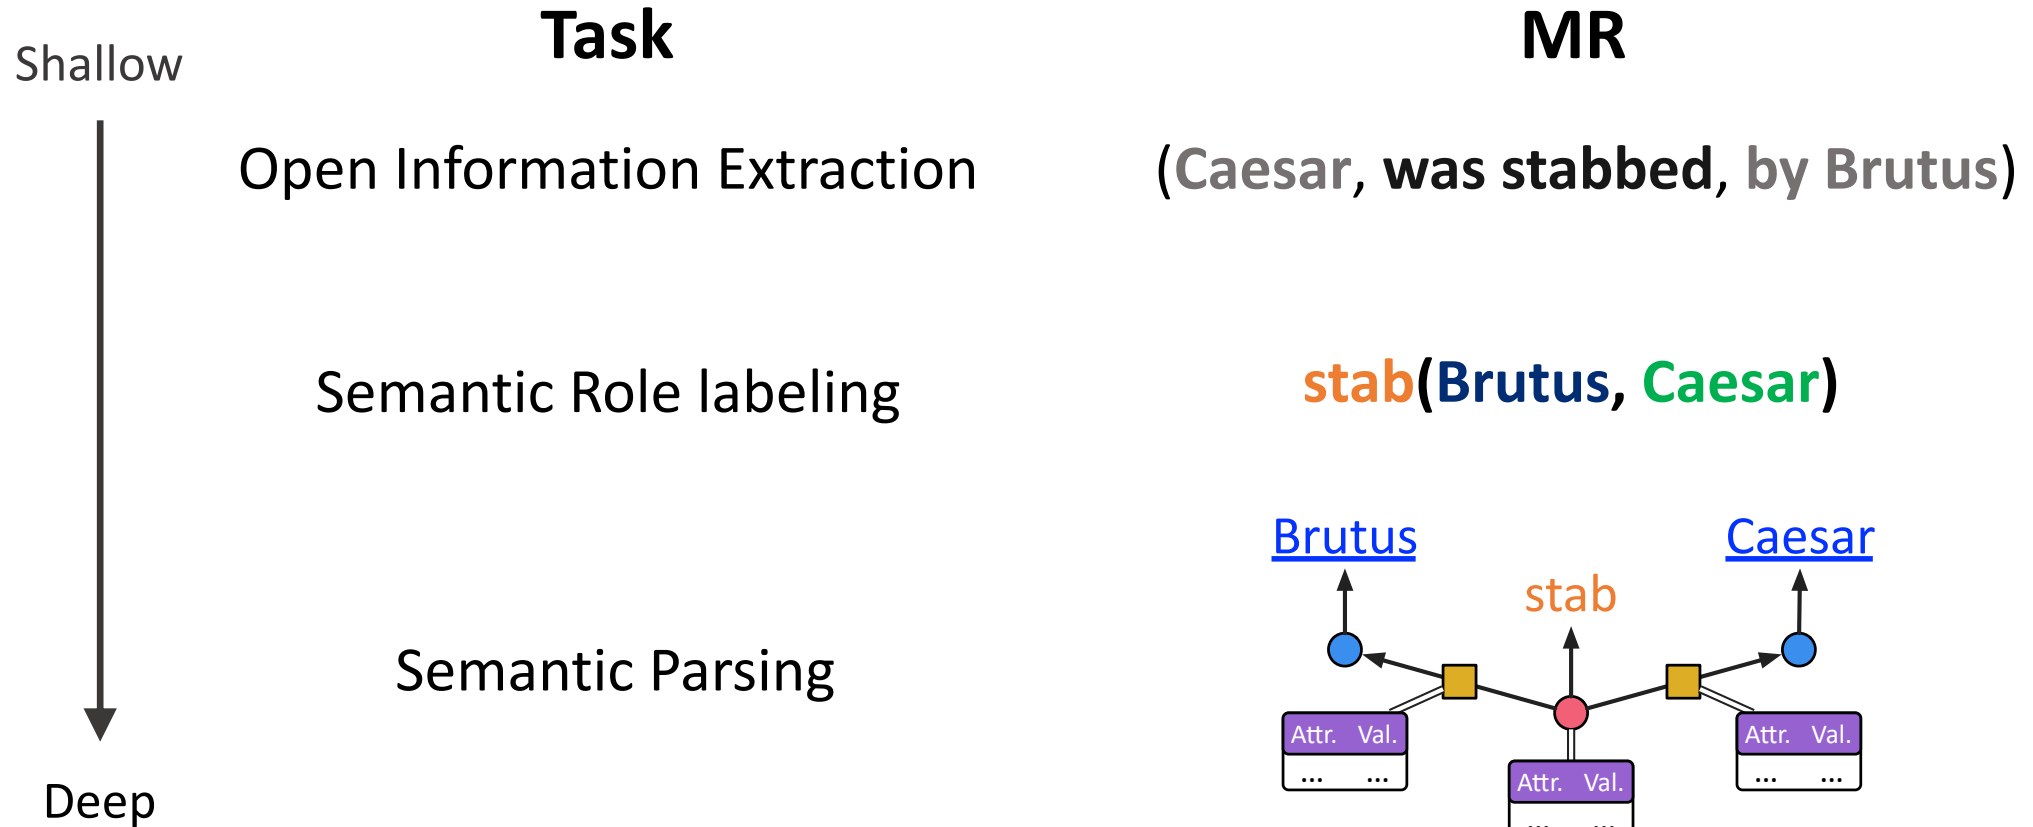 Task
MR
Shallow
Open Information Extraction
(Caesar, was stabbed, by Brutus)
Semantic Role labeling
stab(Brutus, Caesar)
Brutus
Caesar
stab
Semantic Parsing
Attr. Val.
... ...
Attr. Val.
... ...
Attr. Val.
... ...
Deep